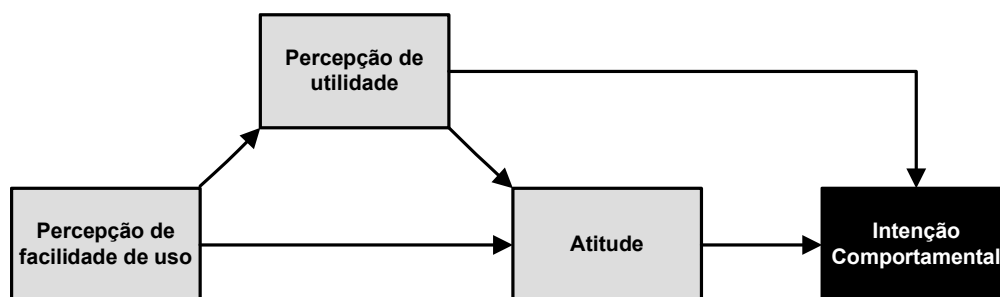 Percepção de
utilidade
Percepção de
facilidade de uso
Atitude
Intenção
Comportamental